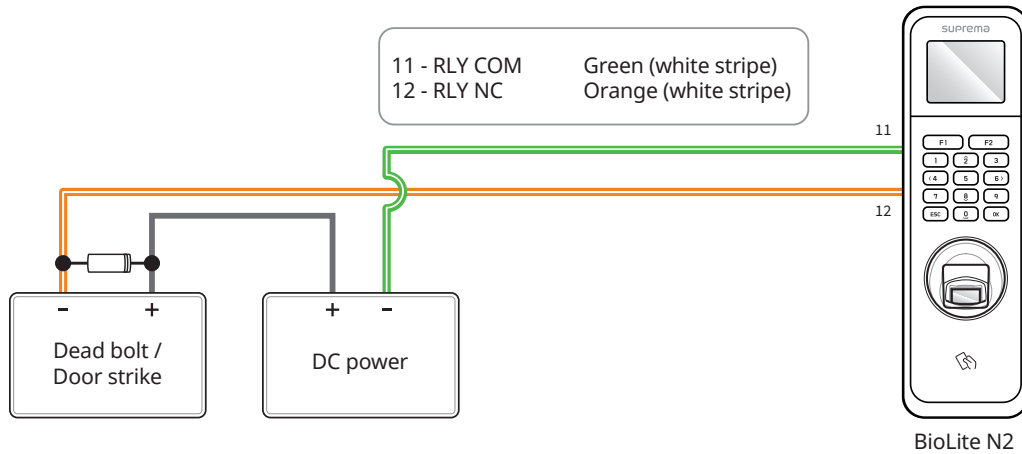 suprema
11 - RLY COM Green (white stripe)
12 - RLY NC Orange (white stripe)
11
12
F1 F2
1 2 3
4 5 6
7 8 9
ESC 0 OK
- +
Dead bolt /
Door strike
+ -
DC power
BioLite N2